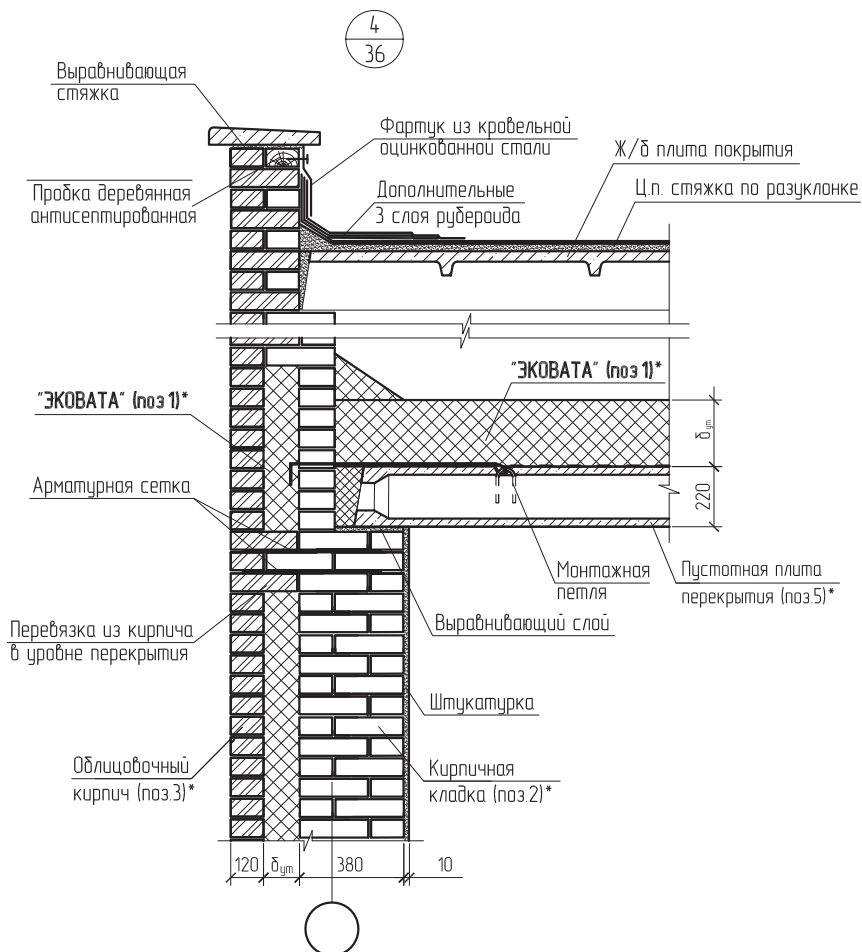 4
36
Выравнивающая
стяжка
Фартук из кровельной
оцинкованной стали
Ж/б плита покрытия
Ц.п. стяжка по разуклонке
Пробка деревянная
антисептированная
Дополнительные
3 слоя рубероида
"ЭКОВАТА" (поз 1)*
"ЭКОВАТА" (поз 1)*
δут.
Арматурная сетка
220
Монтажная
петля
Пустотная плита
перекрытия (поз.5)*
Перевязка из кирпича
в уровне перекрытия
Выравнивающий слой
Штукатурка
Облицовочный
кирпич (поз.3)*
Кирпичная
кладка (поз.2)*
120 δут. 380 10